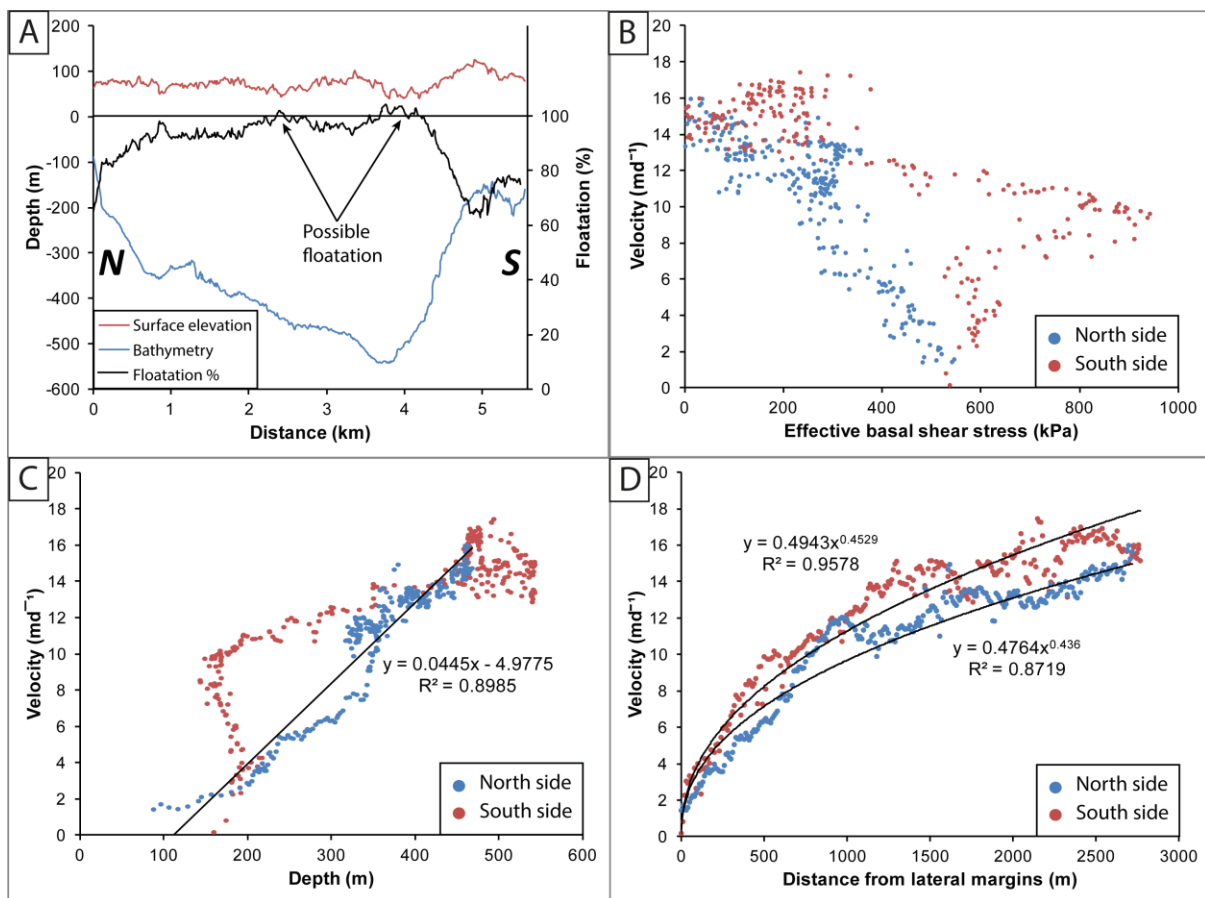 A
200
100
0
-100
-200
-300
-400
-500
-600
Depth (m)
100
80
60
40
20
0
Floatation (%)
Possible
floatation
N
S
Surface elevation
Bathymetry
Floatation %
0 1 2 3 4 5
Distance (km)
B
20
18
16
14
12
10
8
6
4
2
0
Velocity (md⁻¹)
North side
South side
0 200 400 600 800 1000
Effective basal shear stress (kPa)
C
20
18
16
14
12
10
8
6
4
2
0
Velocity (md⁻¹)
y = 0.0445x - 4.9775
R² = 0.8985
North side
South side
0 100 200 300 400 500 600
Depth (m)
D
20
18
16
14
12
10
8
6
4
2
0
Velocity (md⁻¹)
y = 0.4943x⁰·⁴⁵²⁹
R² = 0.9578
y = 0.4764x⁰·⁴³⁶
R² = 0.8719
North side
South side
0 500 1000 1500 2000 2500 3000
Distance from lateral margins (m)